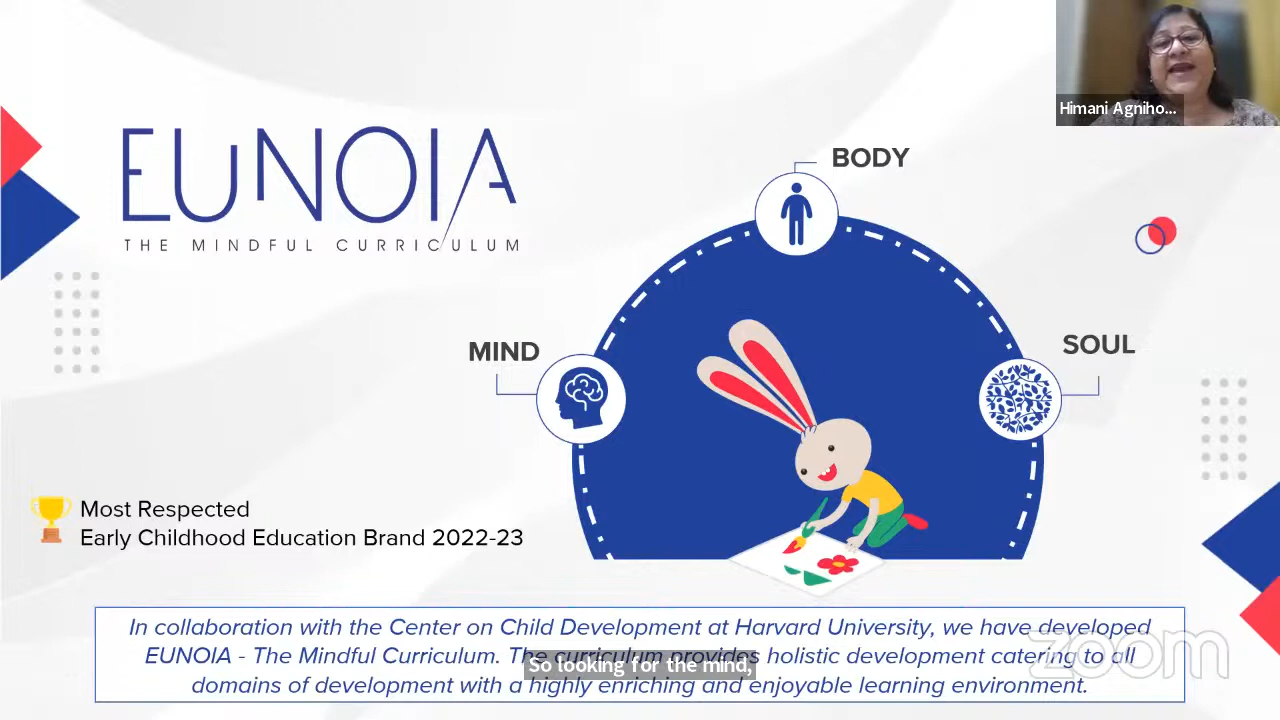 Himani Agniho...
EUNOIA
THE MINDFUL CURRICULUM
BODY
MIND
SOUL
Most Respected
Early Childhood Education Brand 2022-23
In collaboration with the Center on Child Development at Harvard University, we have developed
EUNOIA - The Mindful Curriculum. The curriculum provides holistic development catering to all
domains of development with a highly enriching and enjoyable learning environment.
So looking for the mind,
zoom